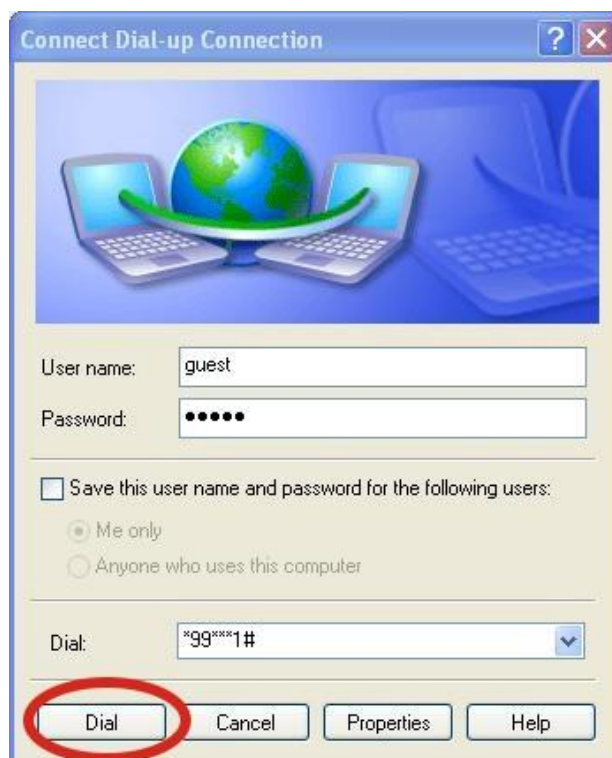 Connect Dial-up Connection
User name: guest
Password: •••••
Save this user name and password for the following users:
Me only
Anyone who uses this computer
Dial: *99***1#
Dial Cancel Properties Help